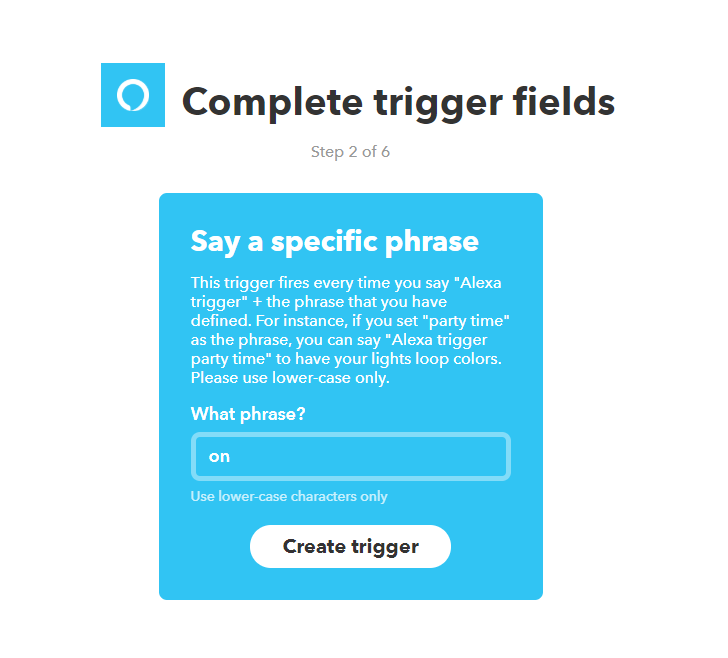 Complete trigger fields
Step 2 of 6
Say a specific phrase
This trigger fires every time you say "Alexa
trigger" + the phrase that you have
defined. For instance, if you set "party time"
as the phrase, you can say "Alexa trigger
party time" to have your lights loop colors.
Please use lower-case only.
What phrase?
on
Use lower-case characters only
Create trigger